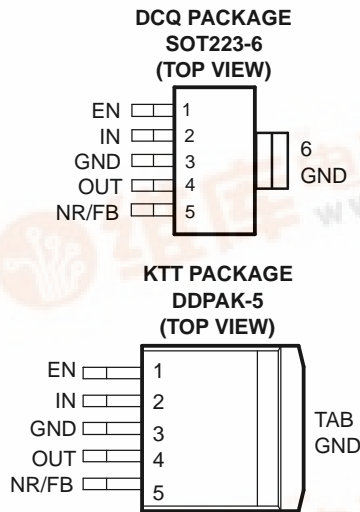 DCQ PACKAGE
SOT223-6
(TOP VIEW)
EN 1
IN 2
GND 3
OUT 4
NR/FB 5
6
GND
KTT PACKAGE
DDPAK-5
(TOP VIEW)
EN 1
IN 2
GND 3
OUT 4
NR/FB 5
TAB
GND